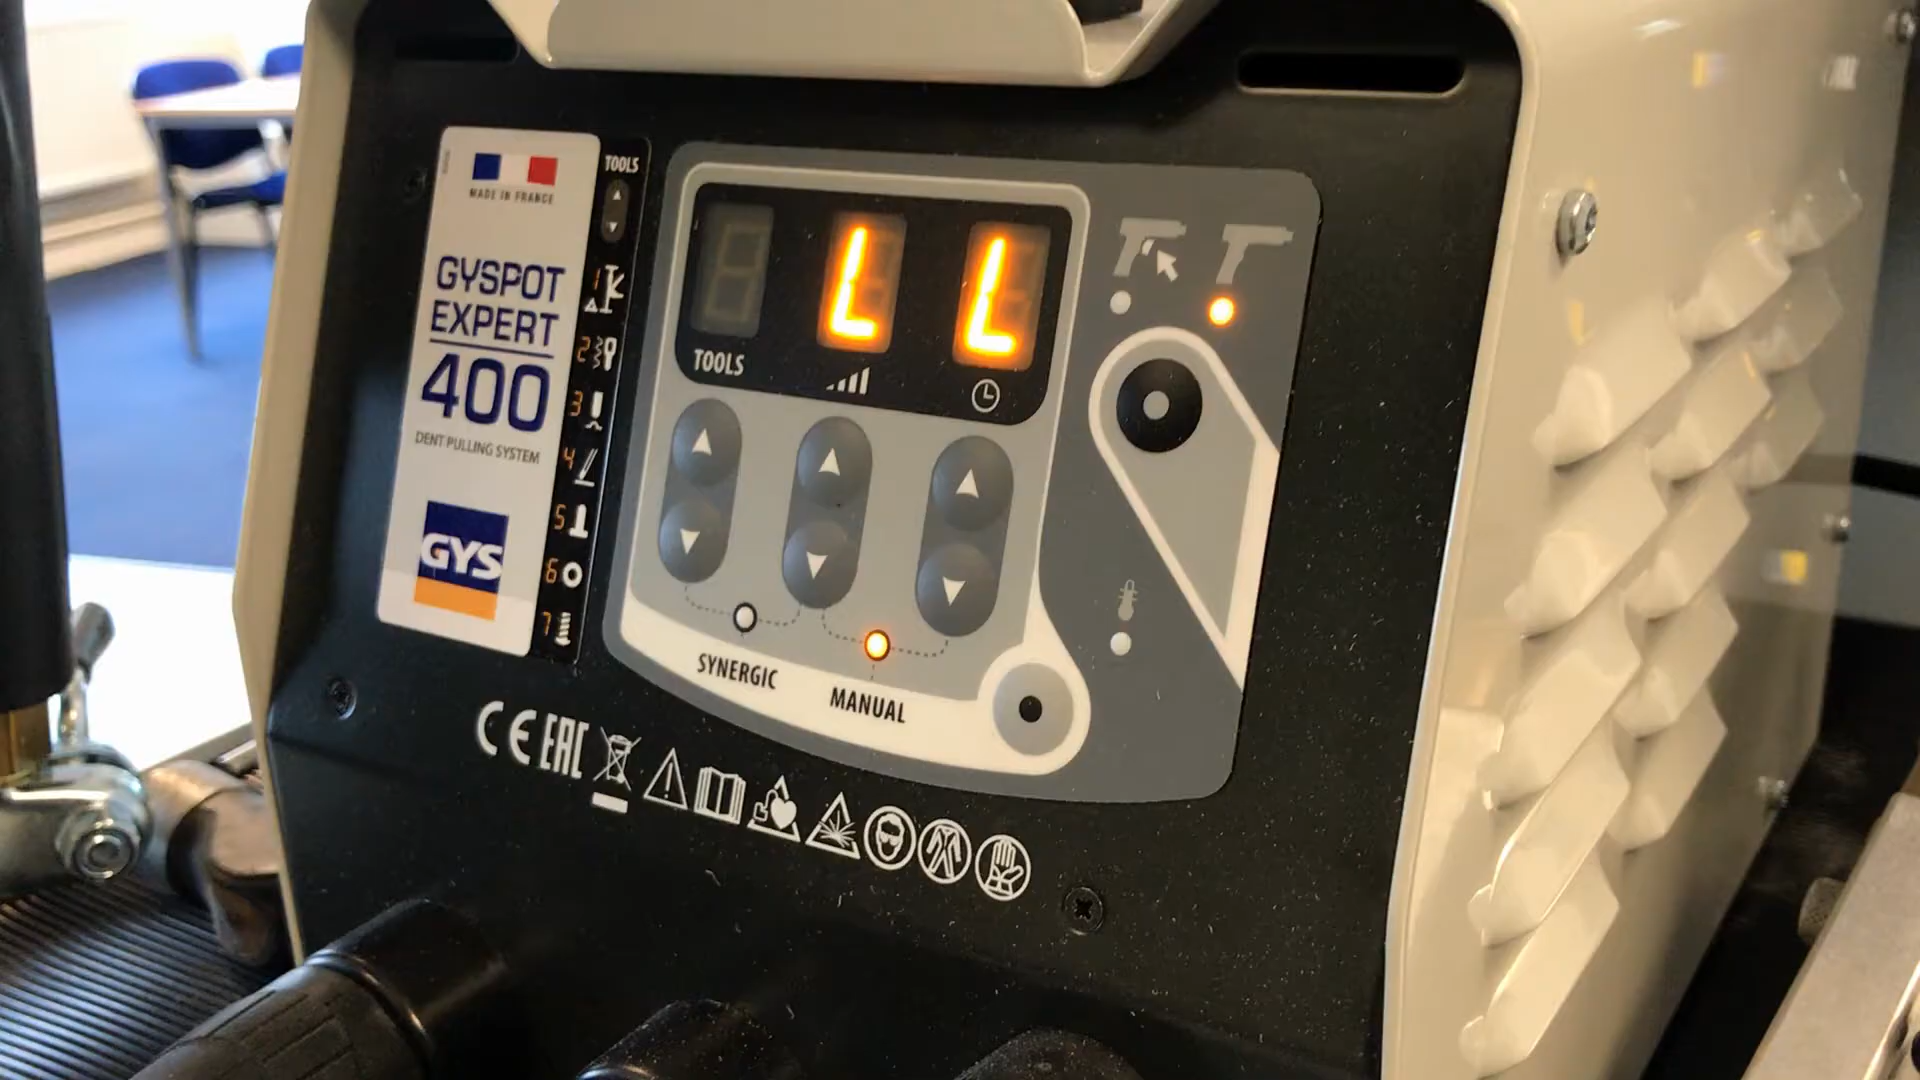 MADE IN FRANCE
GYSPOT
EXPERT
400
DENT PULLING SYSTEM
GYS
TOOLS
1
2
3
4
5
6
7
L L
TOOLS
SYNERGIC
MANUAL
CE EAC